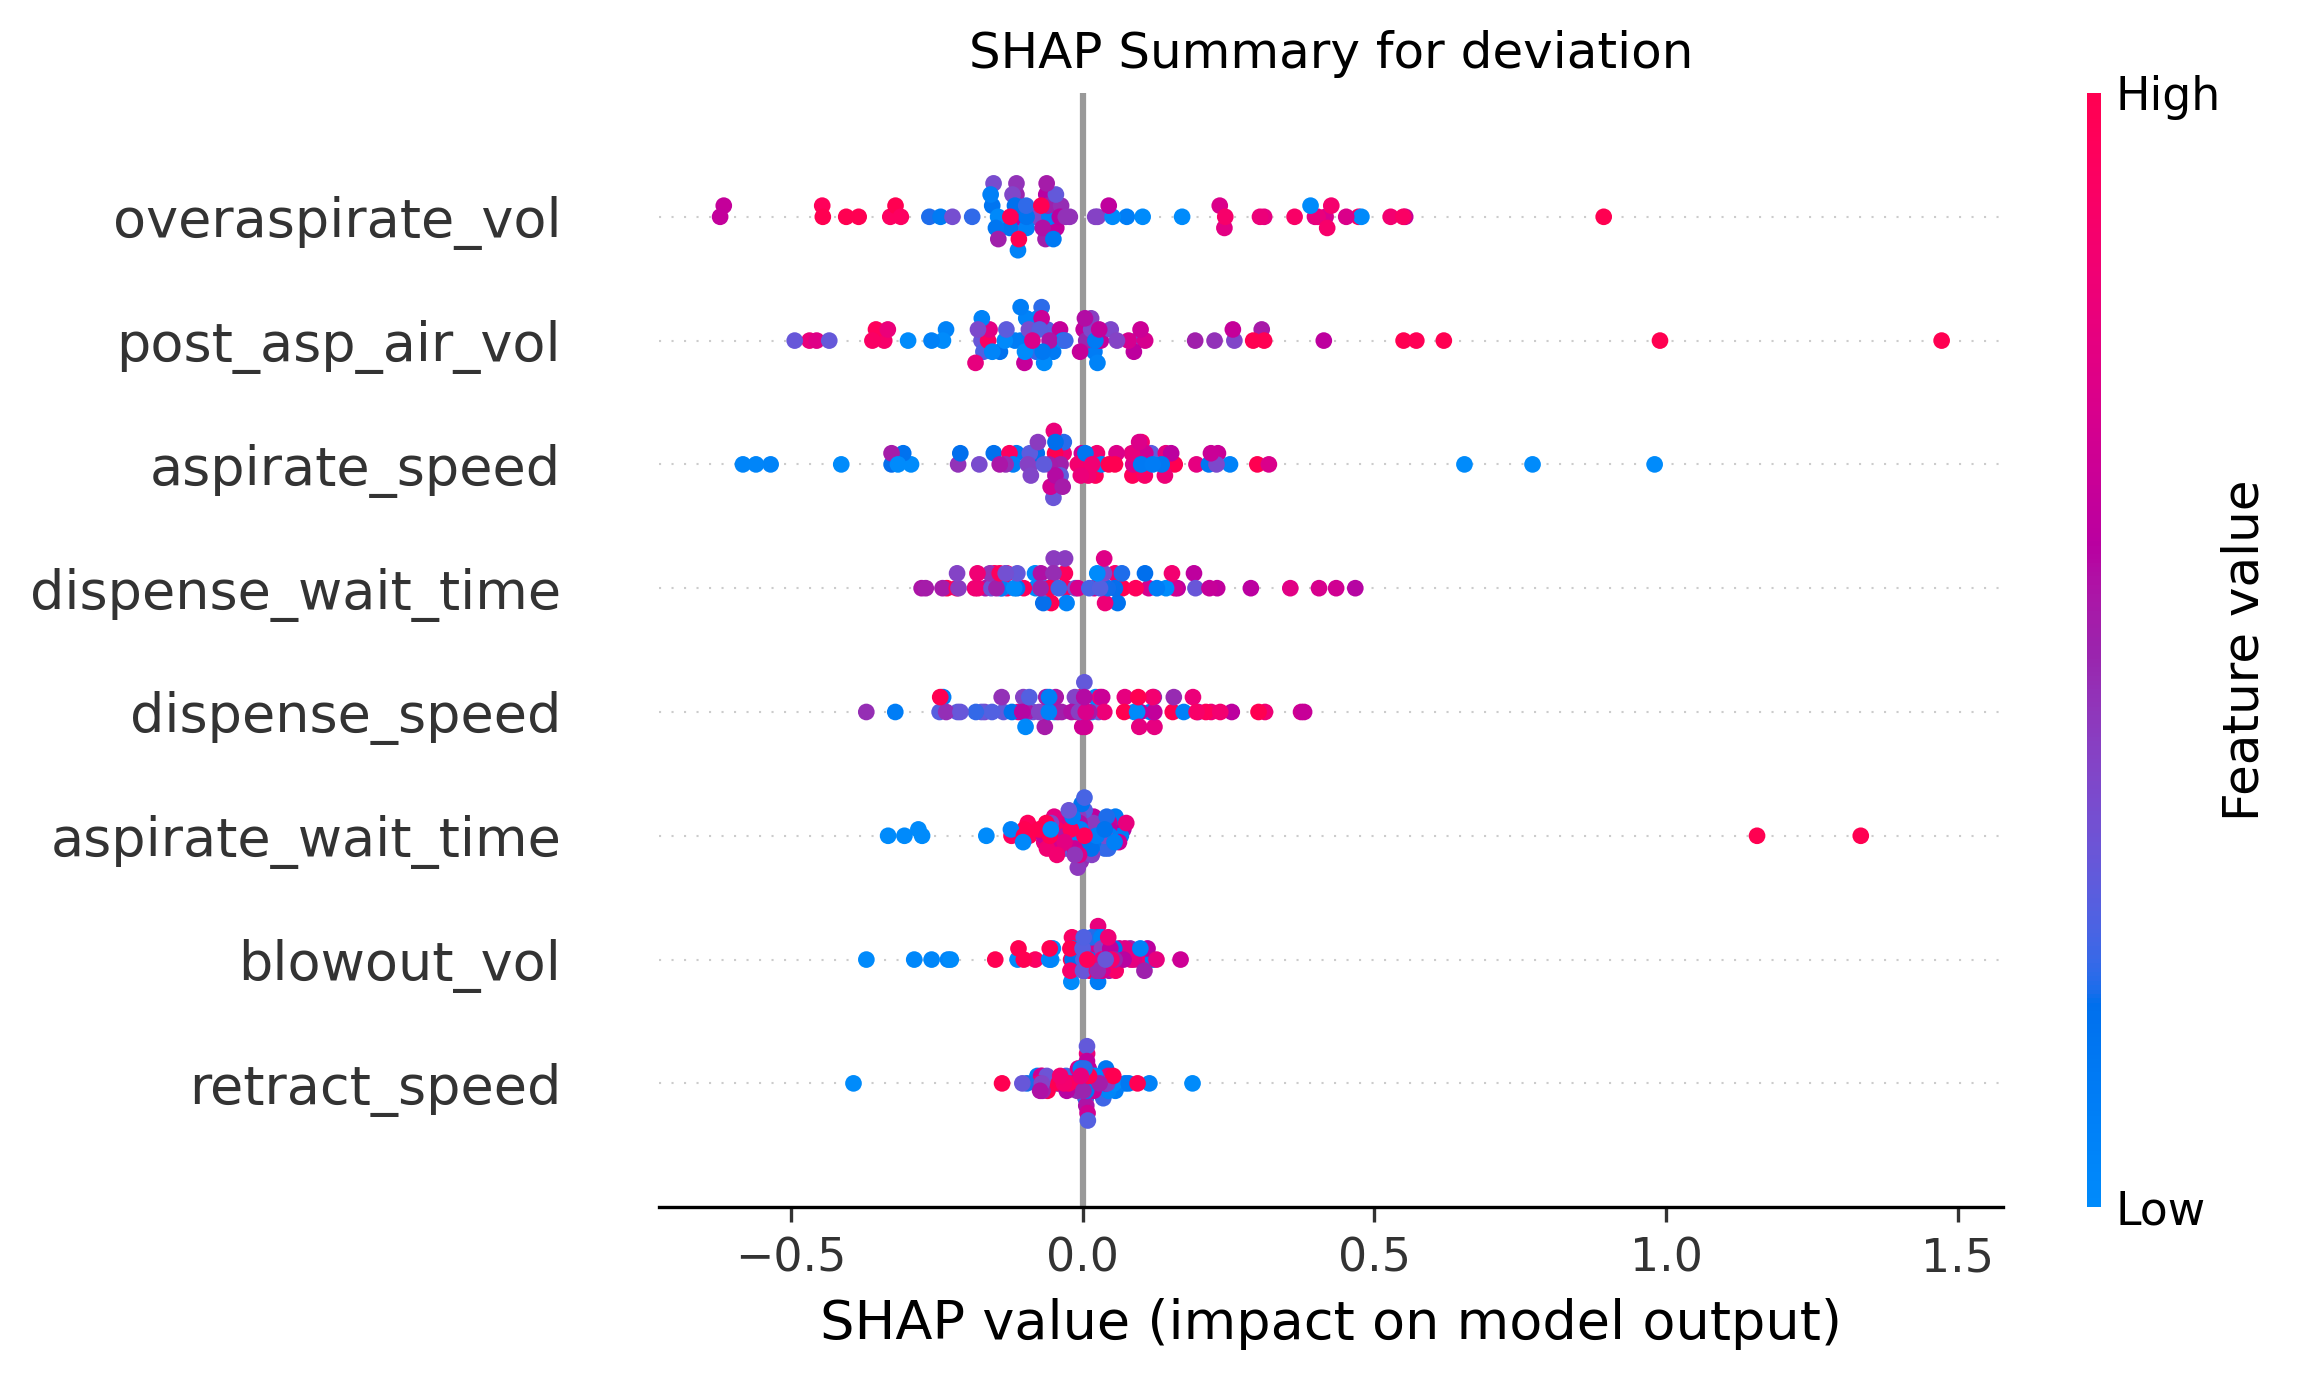 SHAP Summary for deviation
High
overaspirate_vol
post_asp_air_vol
aspirate_speed
dispense_wait_time
dispense_speed
aspirate_wait_time
blowout_vol
retract_speed
Feature value
Low
−0.5 0.0 0.5 1.0 1.5
SHAP value (impact on model output)